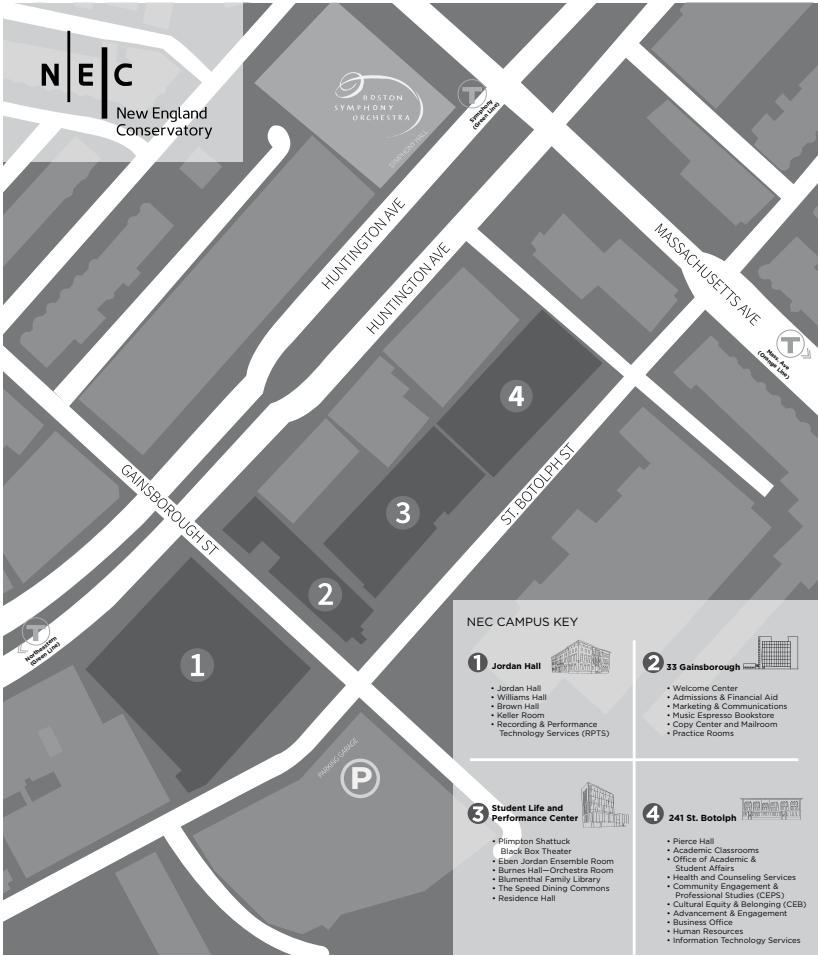 NEC
New England
Conservatory
BOSTON
SYMPHONY
ORCHESTRA
SYMPHONY HALL
T
Symphony
(Green Line)
HUNTINGTON AVE
HUNTINGTON AVE
MASSACHUSETTS AVE
T
Mass. Ave
(Orange Line)
4
GAINSBOROUGH ST
ST. BOTOLPH ST
3
2
T
Northeastern
(Green Line)
1
PARKING GARAGE
P
NEC CAMPUS KEY
1 Jordan Hall
• Jordan Hall
• Williams Hall
• Brown Hall
• Keller Room
• Recording & Performance
Technology Services (RPTS)
2 33 Gainsborough
• Welcome Center
• Admissions & Financial Aid
• Marketing & Communications
• Music Espresso Bookstore
• Copy Center and Mailroom
• Practice Rooms
3 Student Life and
Performance Center
• Plimpton Shattuck
Black Box Theater
• Eben Jordan Ensemble Room
• Burnes Hall—Orchestra Room
• Blumenthal Family Library
• The Speed Dining Commons
• Residence Hall
4 241 St. Botolph
• Pierce Hall
• Academic Classrooms
• Office of Academic &
Student Affairs
• Health and Counseling Services
• Community Engagement &
Professional Studies (CEPS)
• Cultural Equity & Belonging (CEB)
• Advancement & Engagement
• Business Office
• Human Resources
• Information Technology Services